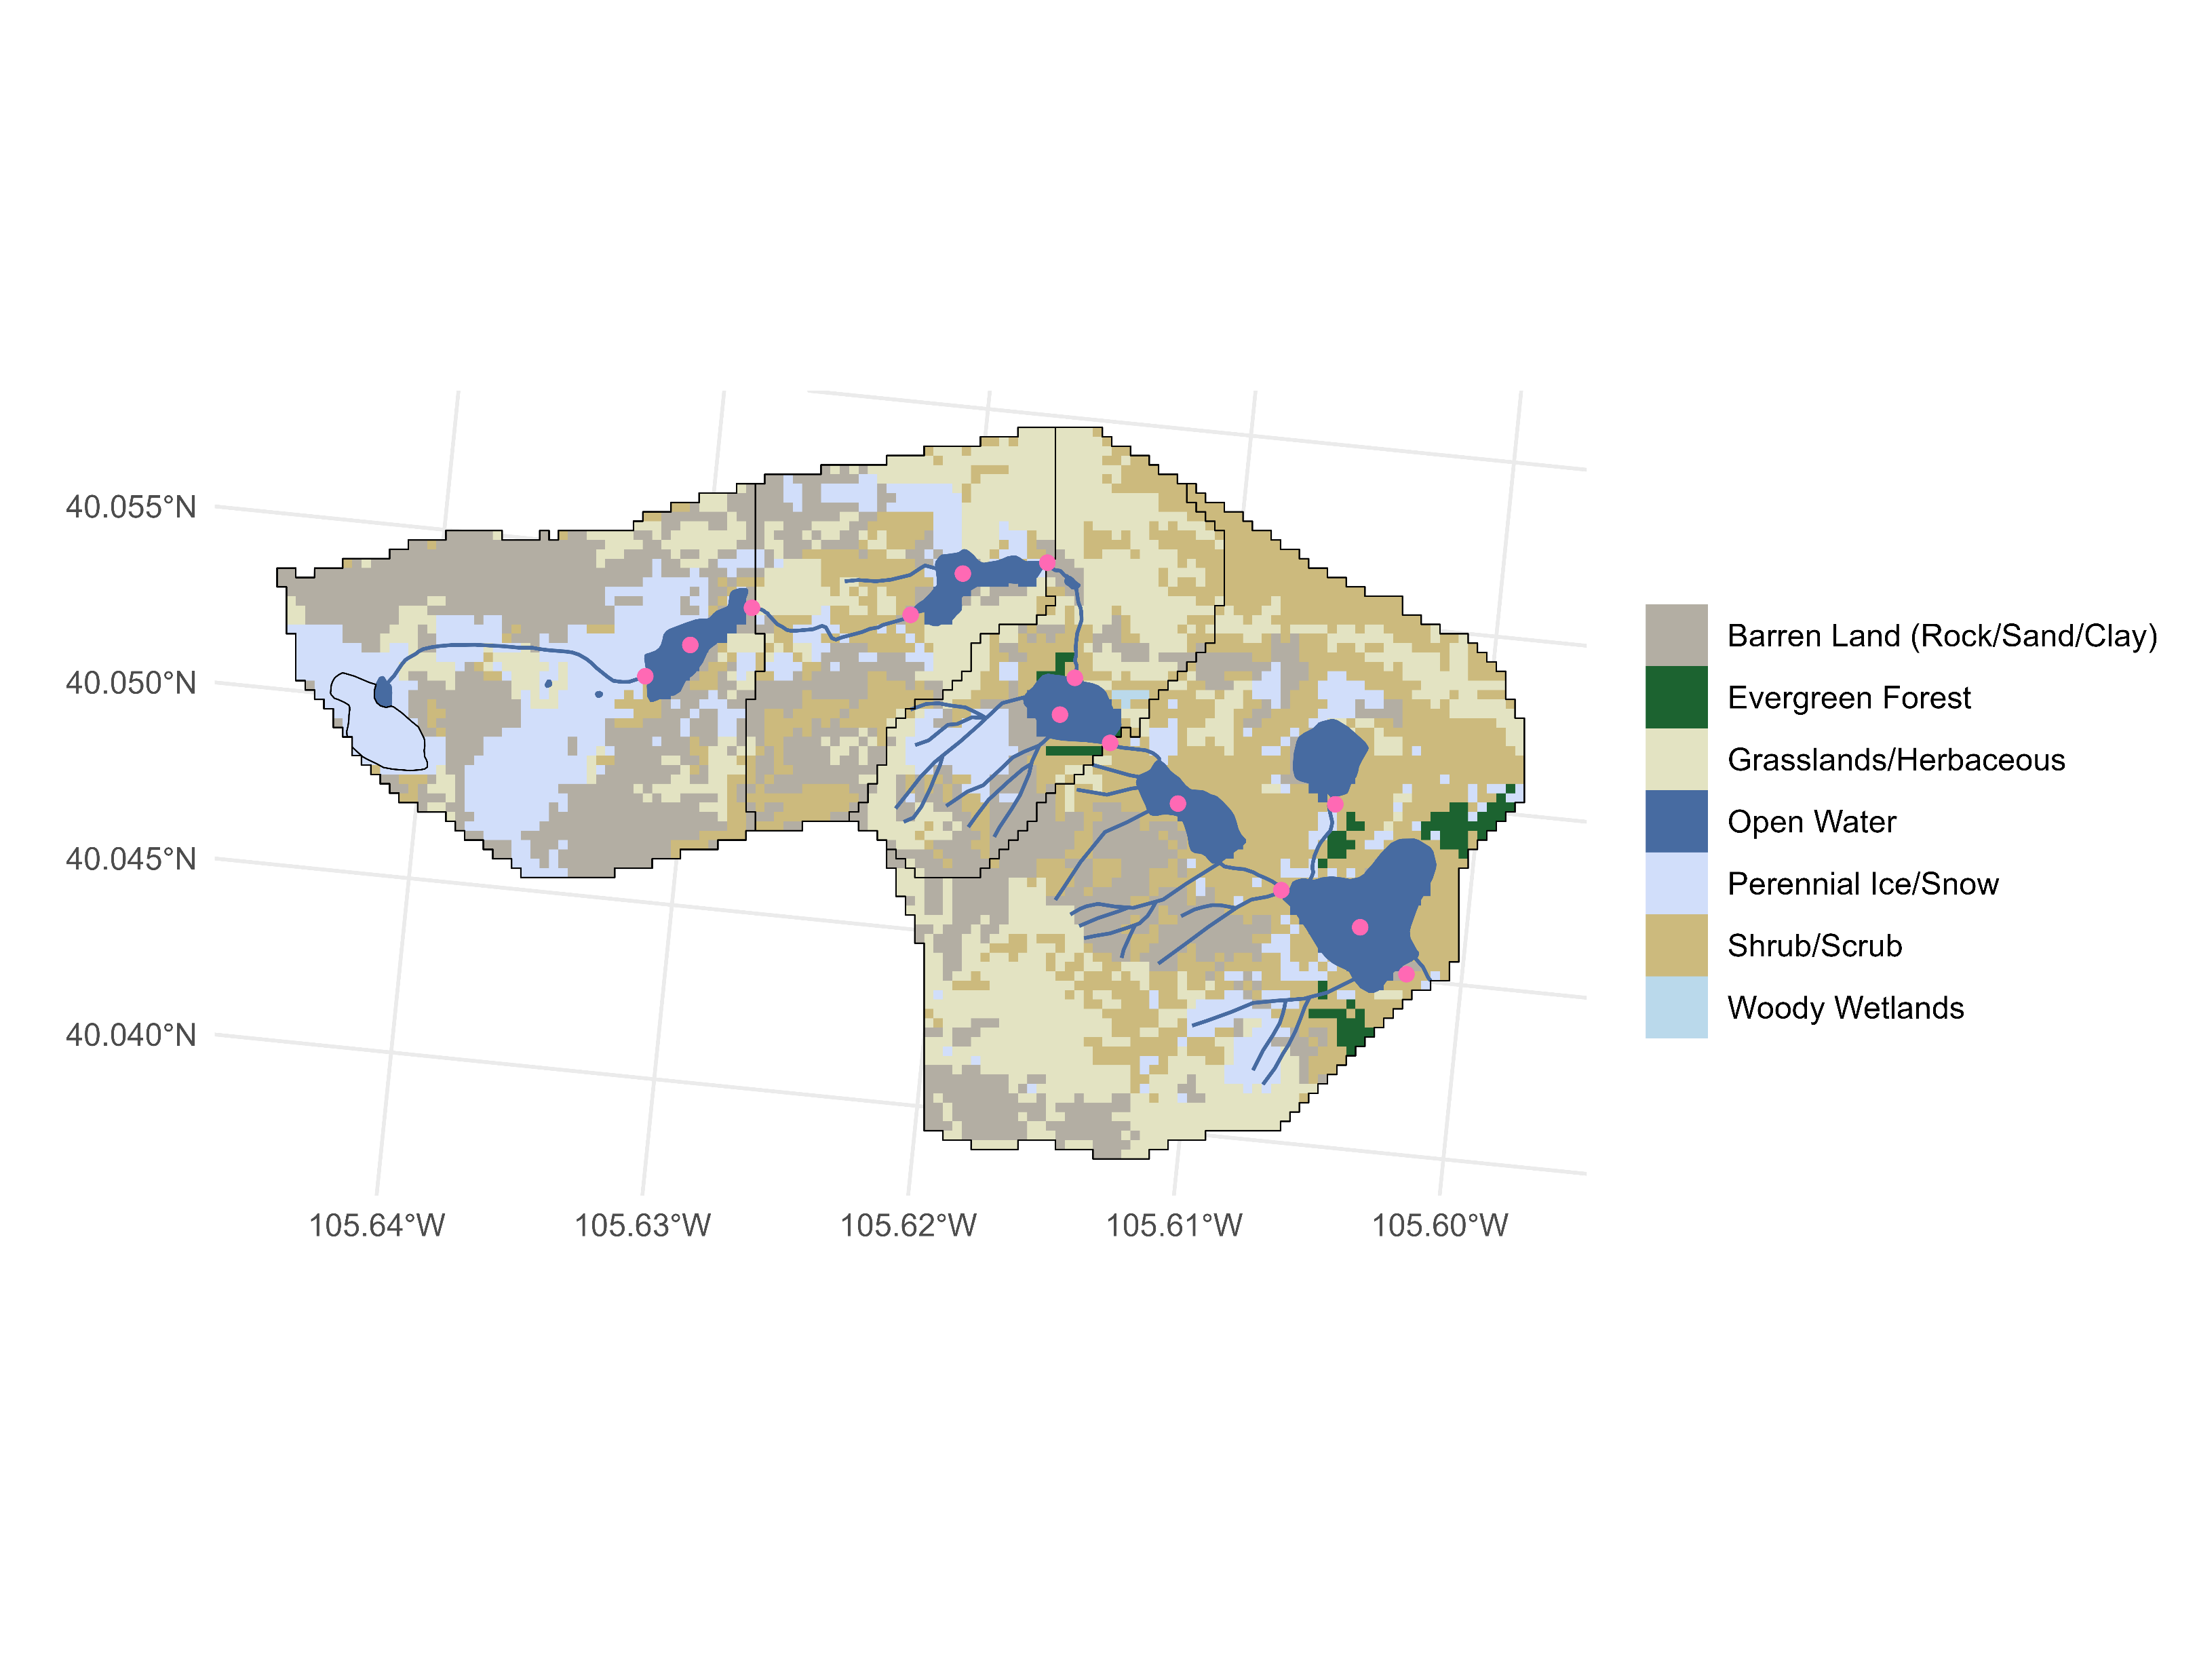 40.055°N
40.050°N
40.045°N
40.040°N
105.64°W
105.63°W
105.62°W
105.61°W
105.60°W
Barren Land (Rock/Sand/Clay)
Evergreen Forest
Grasslands/Herbaceous
Open Water
Perennial Ice/Snow
Shrub/Scrub
Woody Wetlands